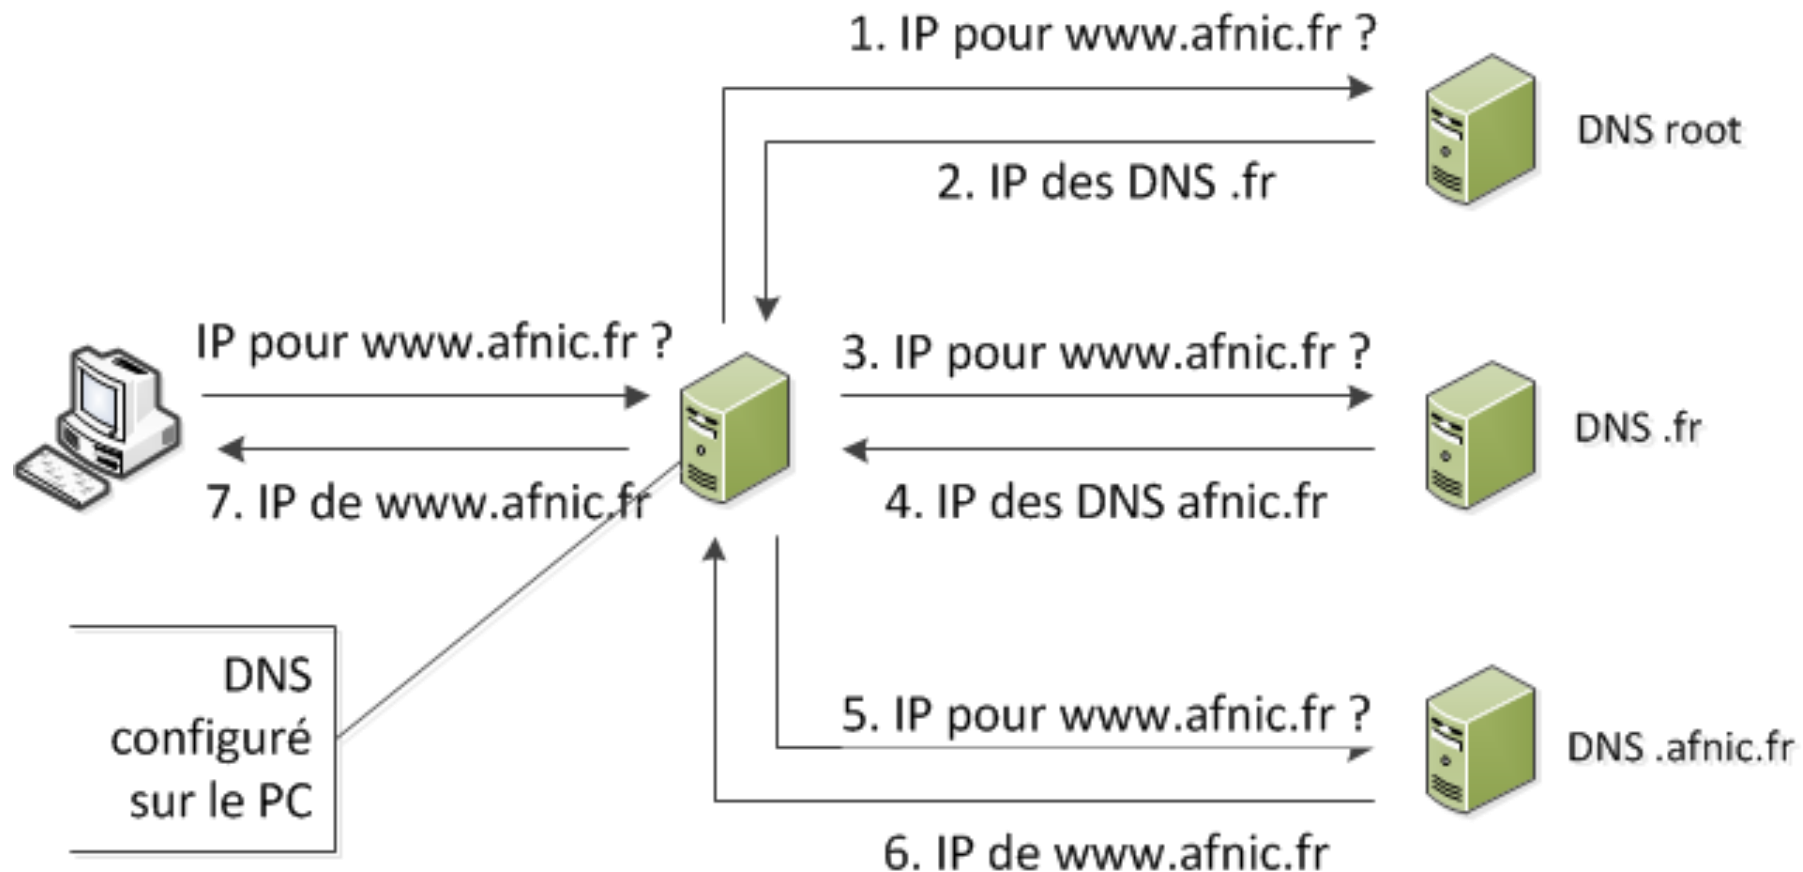 1. IP pour www.afnic.fr ?
DNS root
2. IP des DNS .fr
IP pour www.afnic.fr ?
3. IP pour www.afnic.fr ?
DNS .fr
7. IP de www.afnic.fr
4. IP des DNS afnic.fr
DNS
configuré
sur le PC
5. IP pour www.afnic.fr ?
DNS .afnic.fr
6. IP de www.afnic.fr